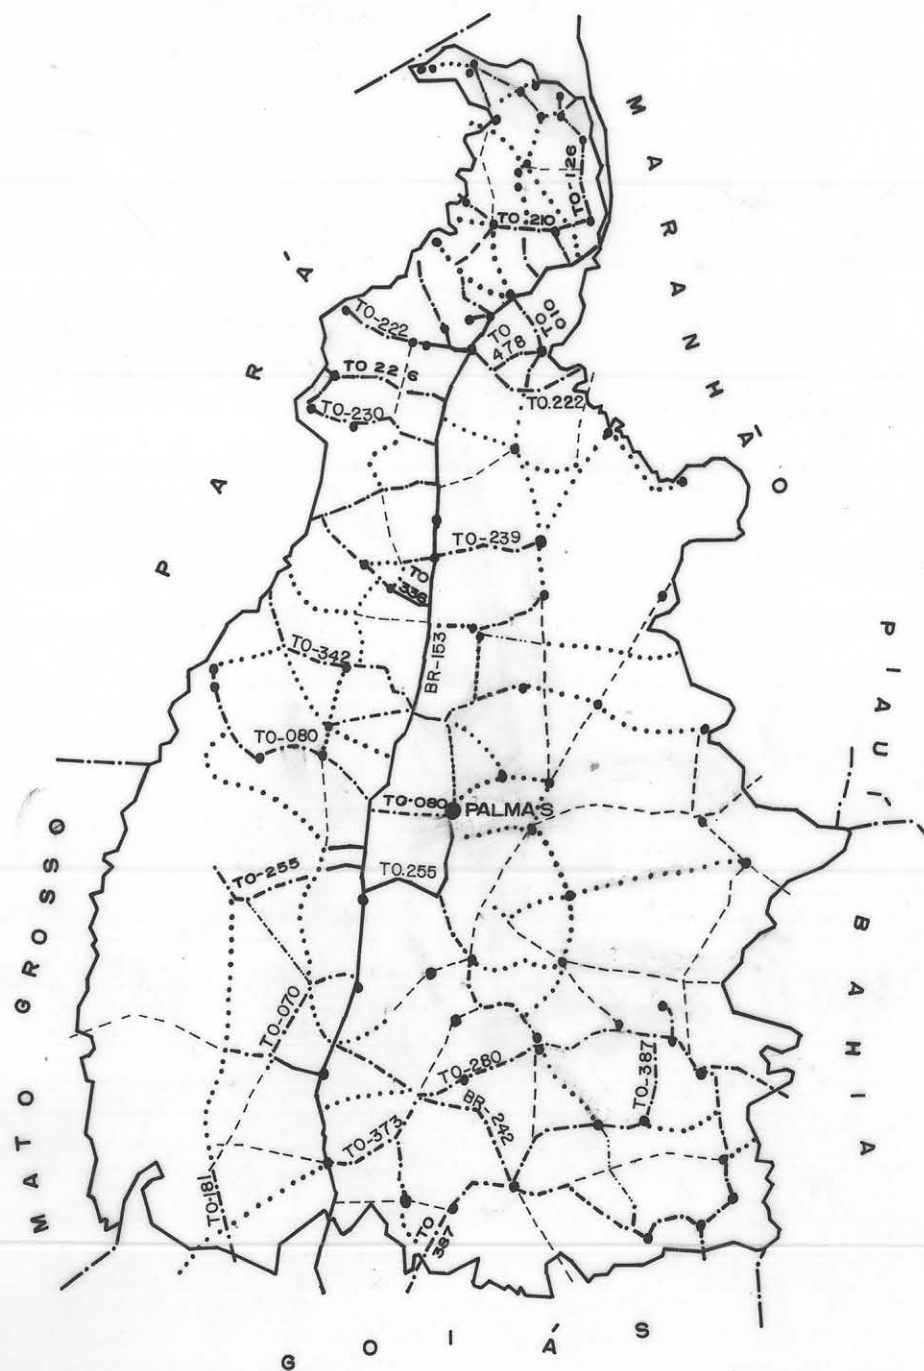 MARANHÃO
TO-126
TO.210
PARÁ
TO-222
TO
478
TO
010
TO 226
TO.222
TO-230
TO-239
TO
336
PIAUÍ
TO-342
BR-153
TO-080
TO-080
PALMAS
MATO GROSSO
TO-255
TO.255
BAHIA
TO-070
TO-280
TO-387
BR-242
TO-373
TO-181
TO
387
GOIÁS